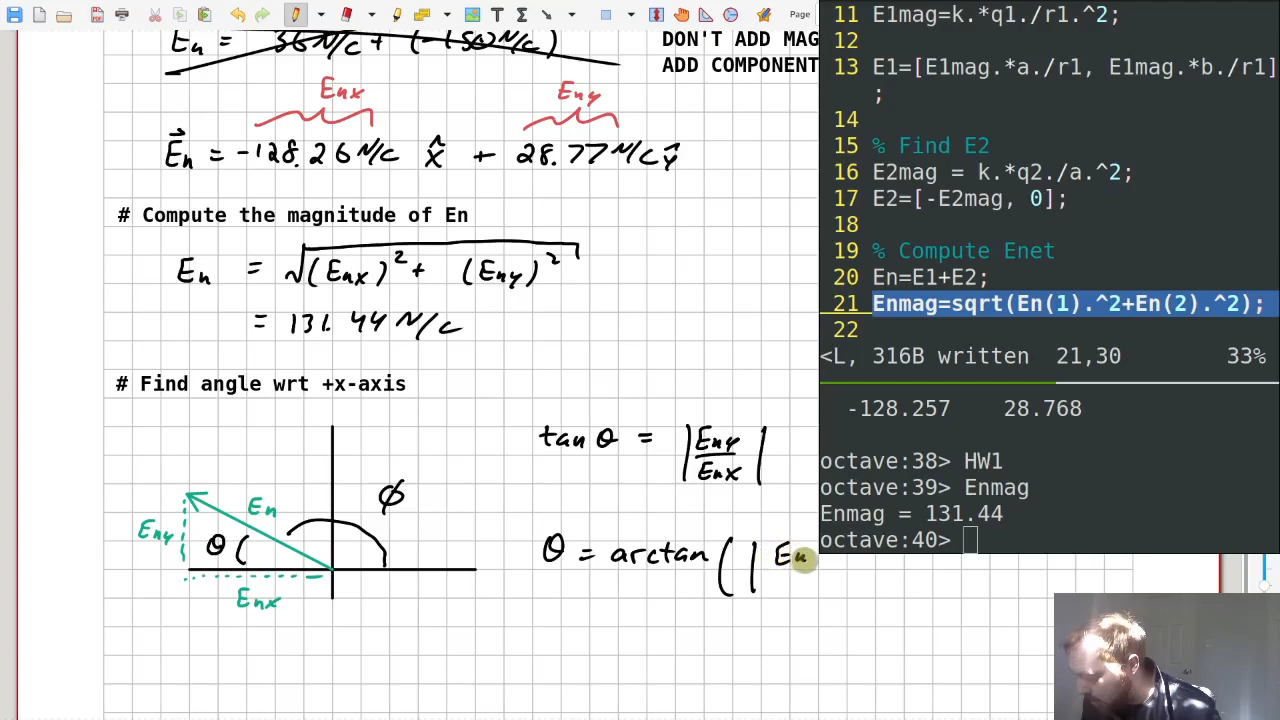 Page
En = 36 N/C + (-150 N/C)
DON'T ADD MAG
ADD COMPONENT
Enx
Eny
En = -128.26 N/C x̂ + 28.77 N/C ŷ
# Compute the magnitude of En
En = √(Enx)² + (Eny)²
= 131.44 N/C
# Find angle wrt +x-axis
tan θ = |Eny/Enx|
ϕ
En
Eny
θ
Enx
θ = arctan(| En
11 E1mag=k.*q1./r1.^2;
12
13 E1=[E1mag.*a./r1, E1mag.*b./r1]
;
14
15 % Find E2
16 E2mag = k.*q2./a.^2;
17 E2=[-E2mag, 0];
18
19 % Compute Enet
20 En=E1+E2;
21 Enmag=sqrt(En(1).^2+En(2).^2);
22
<L, 316B written 21,30 33%
-128.257 28.768
octave:38> HW1
octave:39> Enmag
Enmag = 131.44
octave:40>